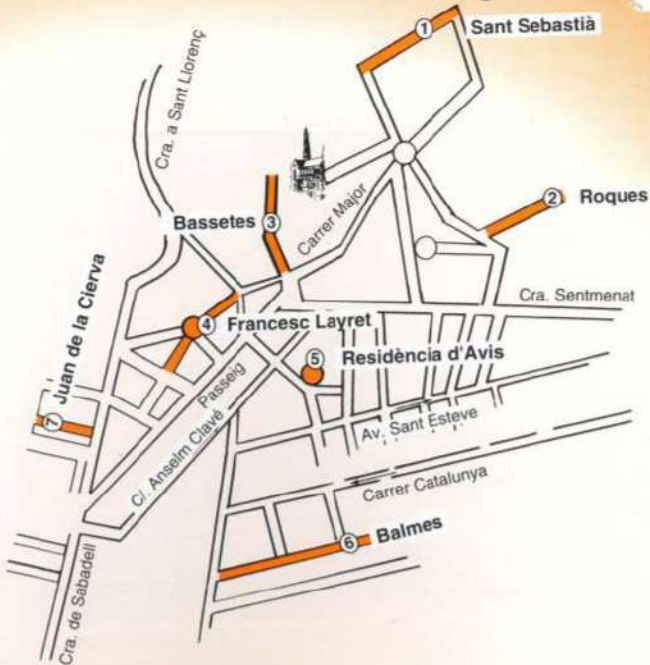 1 Sant Sebastià
Cra. a Sant Llorenç
2 Roques
Bassetes 3
Carrer Major
Cra. Sentmenat
4 Francesc Layret
Juan de la Cierva
7
5 Residència d'Avis
Passeig
C/. Anselm Clavé
Av. Sant Esteve
Carrer Catalunya
6 Balmes
Cra. de Sabadell